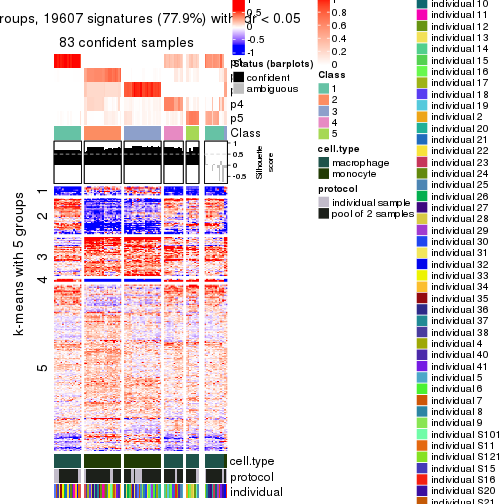 roups, 19607 signatures (77.9%) with
r < 0.05
83 confident samples
p4
p5
Class
1
0.5
0
-0.5
Silhouette
score
k-means with 5 groups
1
2
3
4
5
cell.type
protocol
individual
0.5
0
-0.5
-1
Status (barplots)
confident
ambiguous
0.8
0.6
0.4
0.2
0
Class
1
2
3
4
5
cell.type
macrophage
monocyte
protocol
individual sample
pool of 2 samples
individual 10
individual 11
individual 12
individual 13
individual 14
individual 15
individual 16
individual 17
individual 18
individual 19
individual 2
individual 20
individual 21
individual 22
individual 23
individual 24
individual 25
individual 26
individual 27
individual 28
individual 29
individual 30
individual 31
individual 32
individual 33
individual 34
individual 35
individual 36
individual 37
individual 38
individual 4
individual 40
individual 41
individual 5
individual 6
individual 7
individual 8
individual 9
individual S101
individual S11
individual S121
individual S15
individual S16
individual S20
individual S21